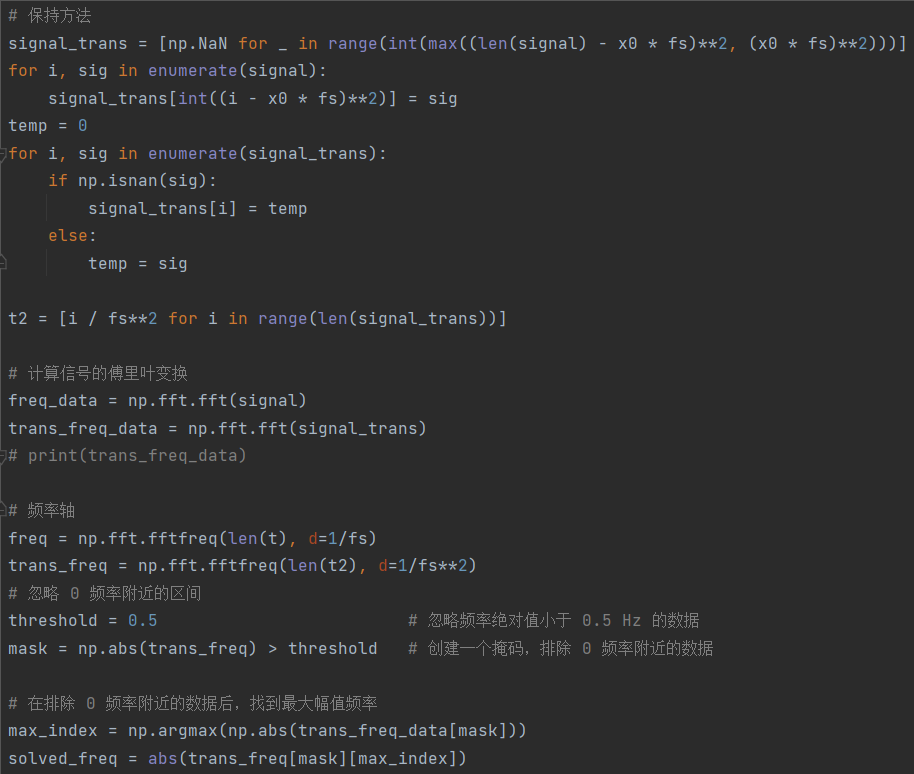 # 保持方法
signal_trans = [np.NaN for _ in range(int(max((len(signal) - x0 * fs)**2, (x0 * fs)**2)))]
for i, sig in enumerate(signal):
    signal_trans[int((i - x0 * fs)**2)] = sig
temp = 0
for i, sig in enumerate(signal_trans):
    if np.isnan(sig):
        signal_trans[i] = temp
    else:
        temp = sig
t2 = [i / fs**2 for i in range(len(signal_trans))]
# 计算信号的傅里叶变换
freq_data = np.fft.fft(signal)
trans_freq_data = np.fft.fft(signal_trans)
# print(trans_freq_data)
# 频率轴
freq = np.fft.fftfreq(len(t), d=1/fs)
trans_freq = np.fft.fftfreq(len(t2), d=1/fs**2)
# 忽略 0 频率附近的区间
threshold = 0.5                         # 忽略频率绝对值小于 0.5 Hz 的数据
mask = np.abs(trans_freq) > threshold   # 创建一个掩码，排除 0 频率附近的数据
# 在排除 0 频率附近的数据后，找到最大幅值频率
max_index = np.argmax(np.abs(trans_freq_data[mask]))
solved_freq = abs(trans_freq[mask][max_index])